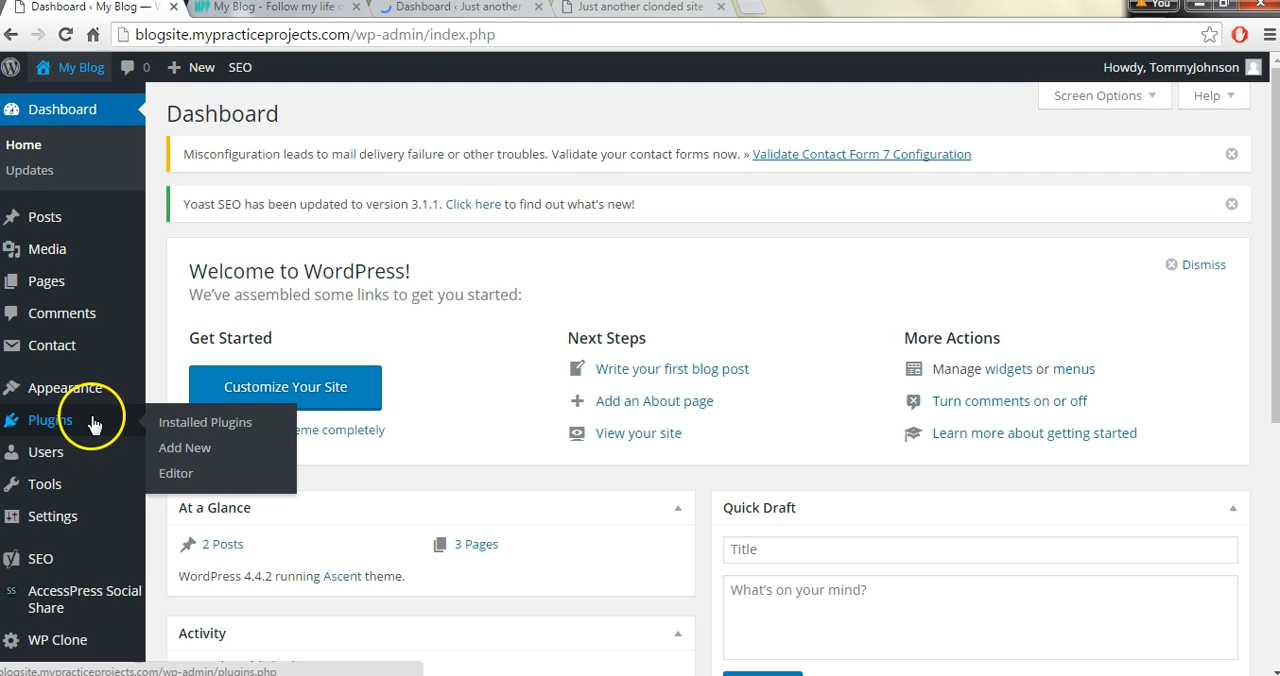 Dashboard ‹ My Blog —
My Blog - Follow my life
Dashboard ‹ Just another
Just another clonded site
You
blogsite.mypracticeprojects.com/wp-admin/index.php
My Blog 0 New SEO Howdy, TommyJohnson
Dashboard
Home
Updates
Posts
Media
Pages
Comments
Contact
Appearance
Plugins
Users
Tools
Settings
SEO
AccessPress Social
Share
WP Clone
Installed Plugins
Add New
Editor
Screen Options Help
Dashboard
Misconfiguration leads to mail delivery failure or other troubles. Validate your contact forms now. » Validate Contact Form 7 Configuration
Yoast SEO has been updated to version 3.1.1. Click here to find out what's new!
Welcome to WordPress!
Dismiss
We've assembled some links to get you started:
Get Started
Customize Your Site
completely
Next Steps
Write your first blog post
Add an About page
View your site
More Actions
Manage widgets or menus
Turn comments on or off
Learn more about getting started
At a Glance
2 Posts 3 Pages
WordPress 4.4.2 running Ascent theme.
Activity
Quick Draft
Title
What's on your mind?
blogsite.mypracticeprojects.com/wp-admin/plugins.php